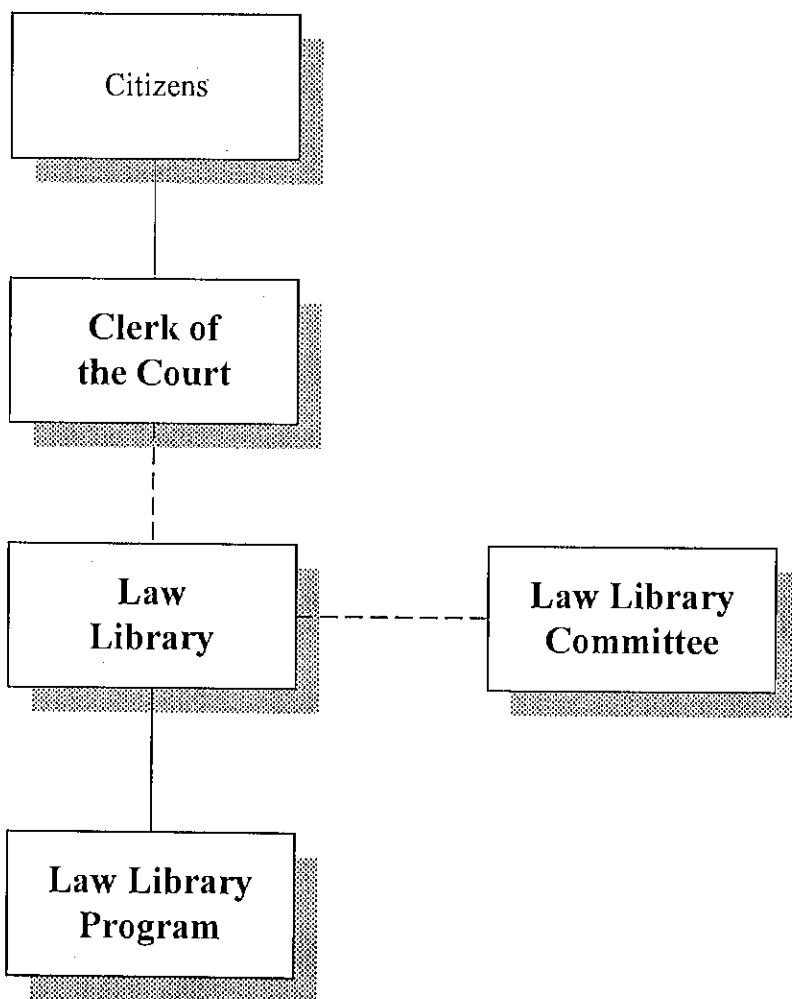 Citizens
Clerk of
the Court
Law
Library
Law Library
Committee
Law Library
Program